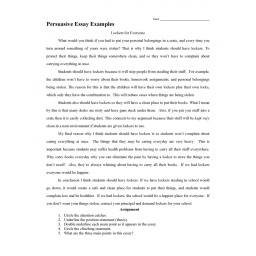 Name
Persuasive Essay Examples
Lockers for Everyone
What would you think if you had to put your personal belongings in a crate, and every time you
turn around something of yours were stolen? That is why I think students should have lockers. To
protect their things, keep their things somewhere clean, and so they won't have to complain about
carrying everything at once.
Students should have lockers because it will stop people from stealing their stuff. For example,
the children won't have to worry about their books, homework assignments, and personal belongings
being stolen. The reason for this is that the children will have their own lockers plus their own locks,
which only they have the combination to. This will reduce cases where things are being stolen.
Students also should have lockers so they will have a clean place to put their books. What I mean
by this is that many desks are rusty and have gum stuck under them. Also, if you put your stuff into a
crate then it is easily collecting dust. This connects to my argument because their stuff will be kept very
clean in a neat environment if students are given lockers to use.
My final reason why I think students should have lockers is so students won't complain about
carrying everything at once. The things that they may be carrying everyday are very heavy. This is
important because students may suffer health problems from having to carry all their stuff everywhere.
Why carry books everyday why you can eliminate the pain by having a locker to store the things you
don't need? Also, they're always whining about having to carry all their books. If we had lockers
everyone would be happier.
In conclusion I think students should have lockers. If we have lockers stealing in school would
go down, it would create a safe and clean place for students to put their things, and students would
complain less and be healthier. If we had lockers, the school would be a happier place for everyone. If
you don't want your things stolen, contact your principal and demand lockers for your school.
Assignment
1. Circle the attention catcher.
2. Underline the position statement (thesis).
3. Double underline each main point as it appears in the essay.
4. Circle the clinching statement.
5. What are the three main points in this essay?